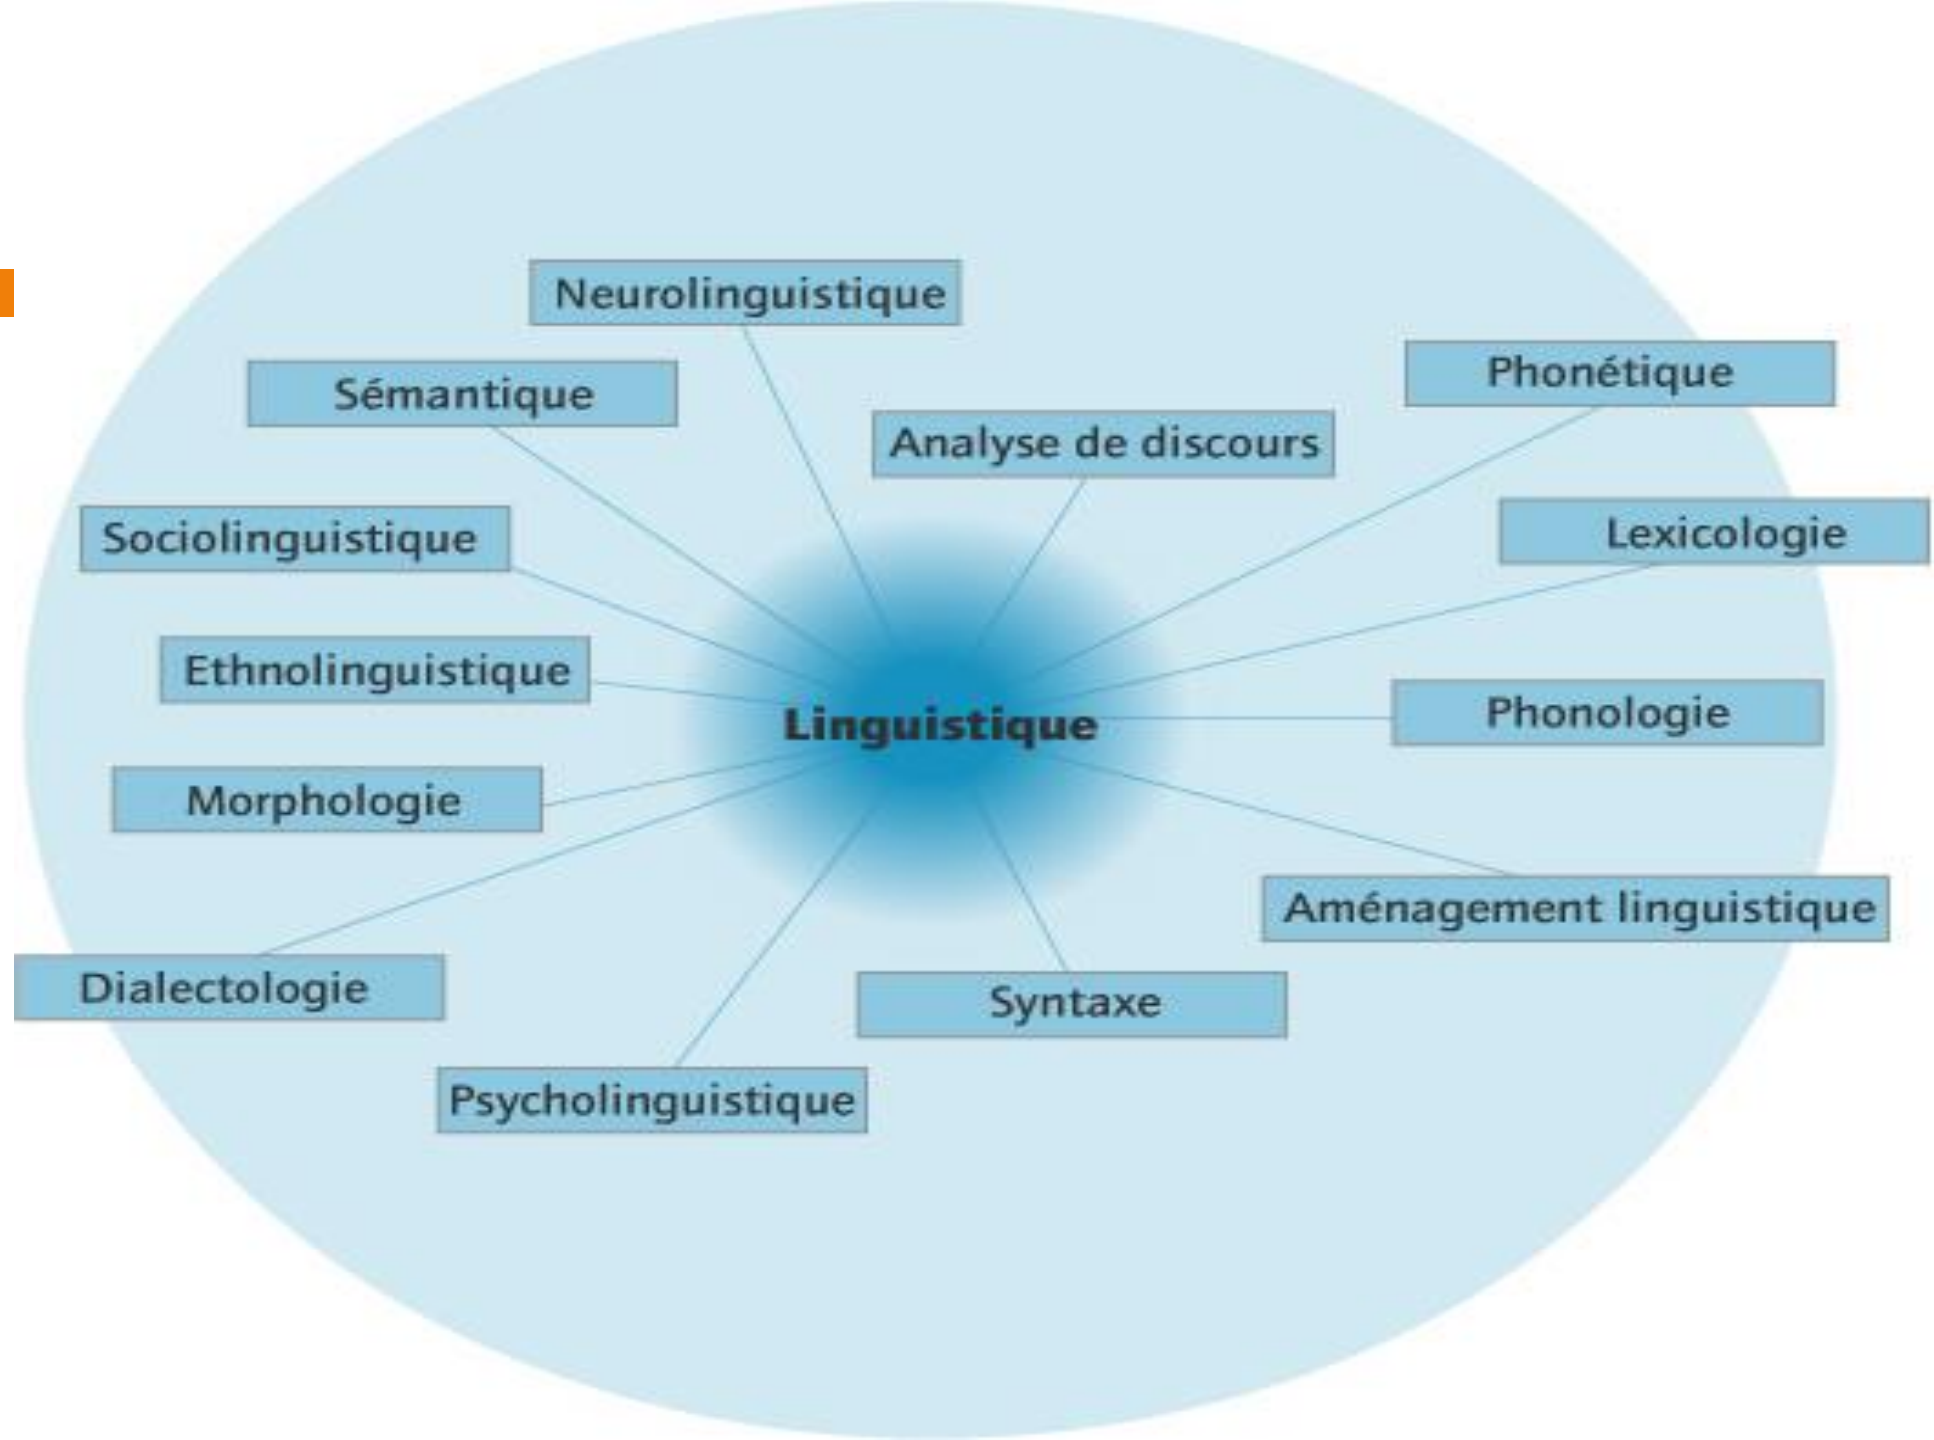 Neurolinguistique
Phonétique
Sémantique
Analyse de discours
Lexicologie
Sociolinguistique
Ethnolinguistique
Phonologie
Linguistique
Morphologie
Aménagement linguistique
Dialectologie
Syntaxe
Psycholinguistique